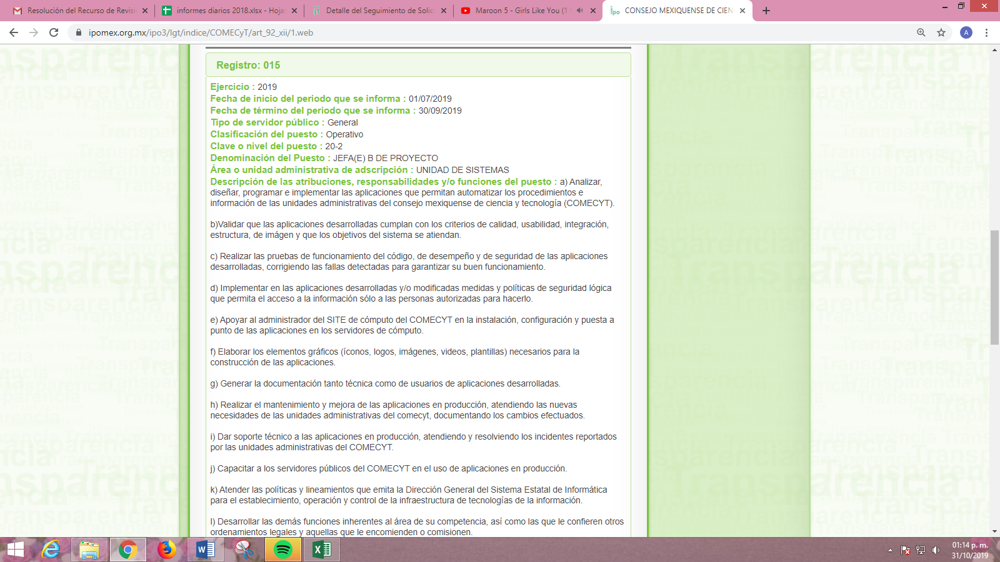 Resolución del Recurso de Revisi
informes diarios 2018.xlsx - Hoja
Detalle del Seguimiento de Solic
Maroon 5 - Girls Like You (1
ipo CONSEJO MEXIQUENSE DE CIEN
ipomex.org.mx/ipo3/lgt/indice/COMECyT/art_92_xii/1.web
A
Registro: 015
Ejercicio : 2019
Fecha de inicio del periodo que se informa : 01/07/2019
Fecha de término del periodo que se informa : 30/09/2019
Tipo de servidor público : General
Clasificación del puesto : Operativo
Clave o nivel del puesto : 20-2
Denominación del Puesto : JEFA(E) B DE PROYECTO
Área o unidad administrativa de adscripción : UNIDAD DE SISTEMAS
Descripción de las atribuciones, responsabilidades y/o funciones del puesto : a) Analizar,
diseñar, programar e implementar las aplicaciones que permitan automatizar los procedimientos e
información de las unidades administrativas del consejo mexiquense de ciencia y tecnología (COMECYT).
b)Validar que las aplicaciones desarrolladas cumplan con los criterios de calidad, usabilidad, integración,
estructura, de imágen y que los objetivos del sistema se atiendan.
c) Realizar las pruebas de funcionamiento del código, de desempeño y de seguridad de las aplicaciones
desarrolladas, corrigiendo las fallas detectadas para garantizar su buen funcionamiento.
d) Implementar en las aplicaciones desarrolladas y/o modificadas medidas y políticas de seguridad lógica
que permita el acceso a la información sólo a las personas autorizadas para hacerlo.
e) Apoyar al administrador del SITE de cómputo del COMECYT en la instalación, configuración y puesta a
punto de las aplicaciones en los servidores de cómputo.
f) Elaborar los elementos gráficos (íconos, logos, imágenes, videos, plantillas) necesarios para la
construcción de las aplicaciones.
g) Generar la documentación tanto técnica como de usuarios de aplicaciones desarrolladas.
h) Realizar el mantenimiento y mejora de las aplicaciones en producción, atendiendo las nuevas
necesidades de las unidades administrativas del comecyt, documentando los cambios efectuados.
i) Dar soporte técnico a las aplicaciones en producción, atendiendo y resolviendo los incidentes reportados
por las unidades administrativas del COMECYT.
j) Capacitar a los servidores públicos del COMECYT en el uso de aplicaciones en producción.
k) Atender las políticas y lineamientos que emita la Dirección General del Sistema Estatal de Informática
para el establecimiento, operación y control de la infraestructura de tecnologías de la información.
l) Desarrollar las demás funciones inherentes al área de su competencia, así como las que le confieren otros
ordenamientos legales y aquellas que le encomienden o comisionen.
01:14 p. m.
31/10/2019